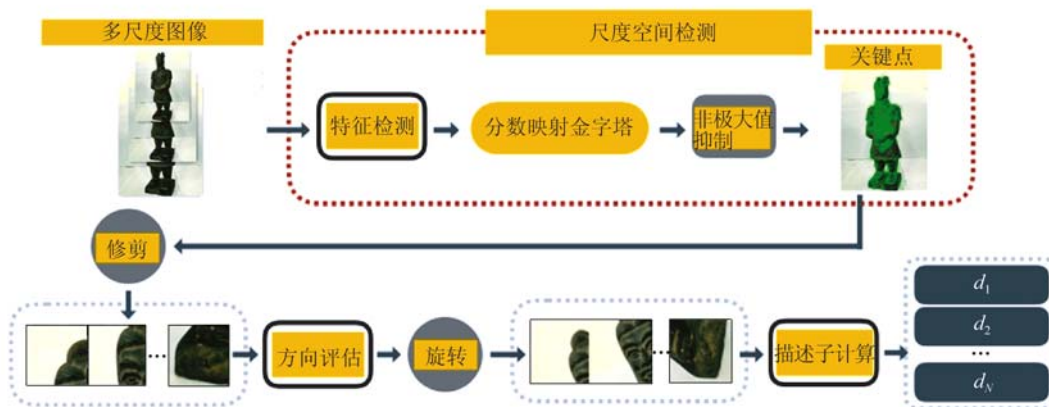 多尺度图像
尺度空间检测
关键点
特征检测
分数映射金字塔
非极大值
抑制
修剪
...
方向评估
旋转
...
描述子计算
d₁
d₂
...
d_N